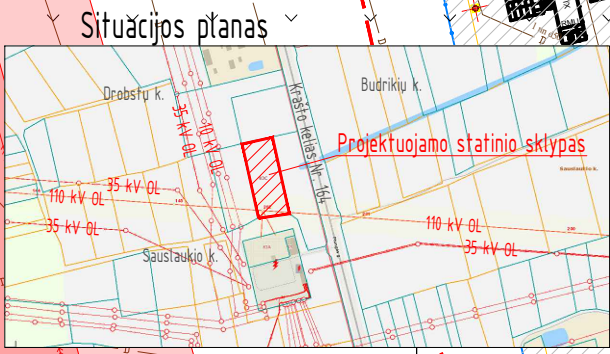 Situacijos planas
Drobstų k.
Budrikių k.
Krašto kelias Nr. 164
35 kV OL
10 kV OL
Projektuojamo statinio sklypas
35 kV OL
110 kV OL
35 kV OL
110 kV OL
35 kV OL
Sauslaukio k.